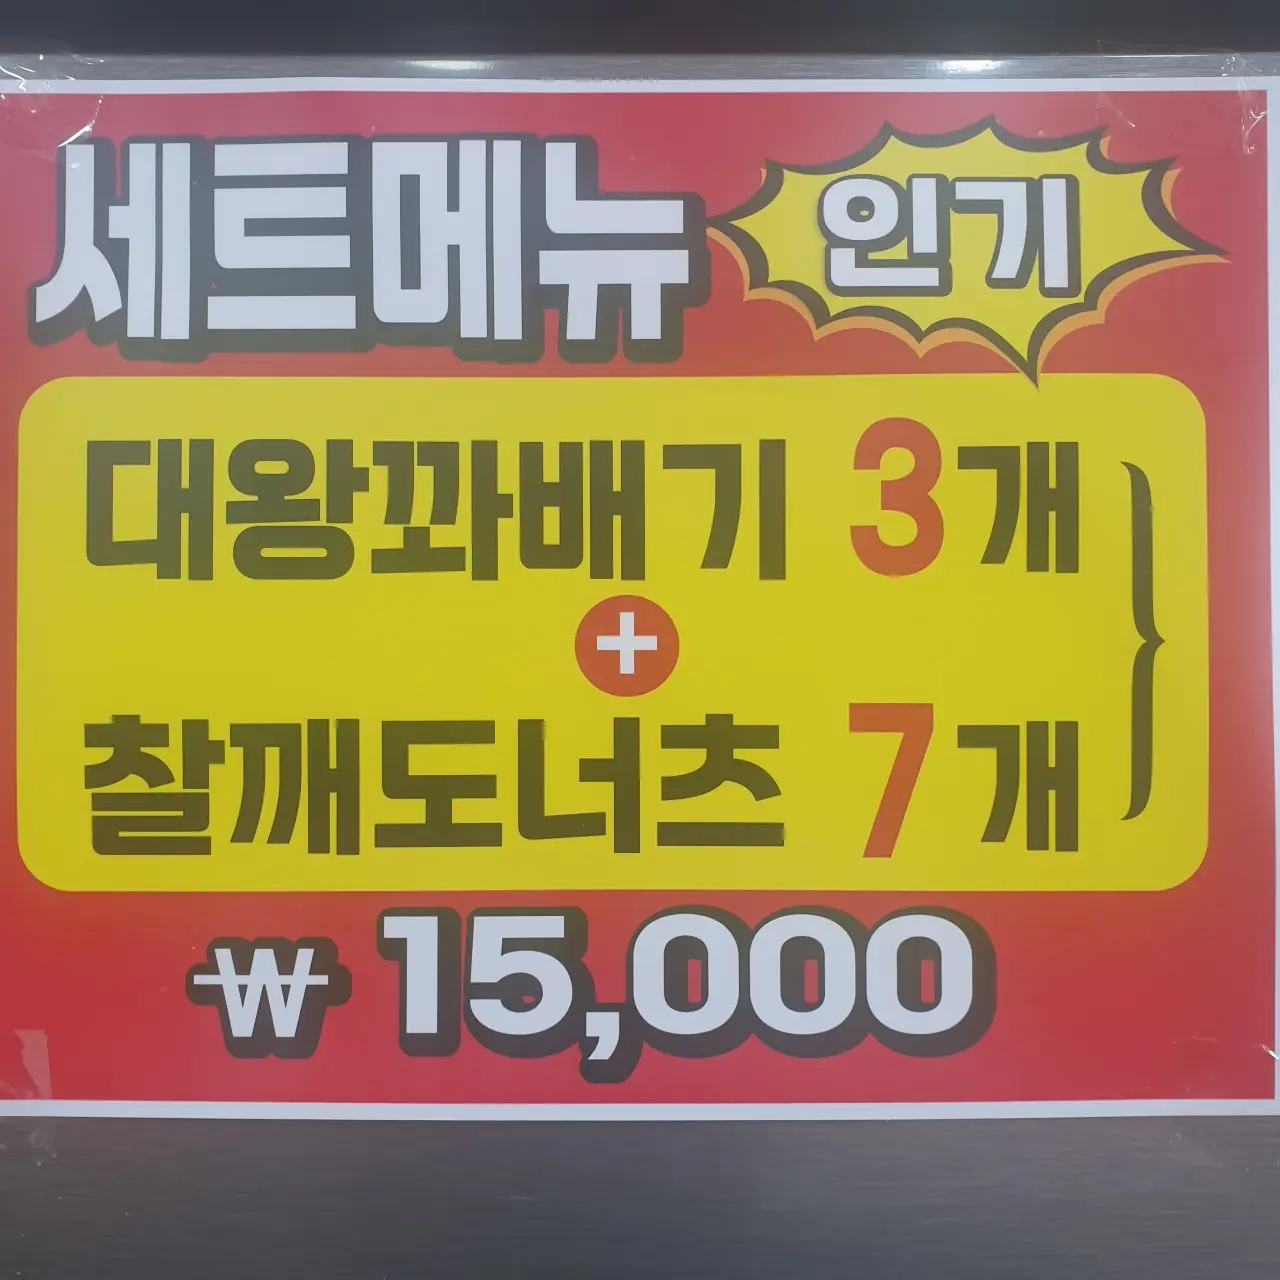 세트메뉴 인기
대왕꽈배기 3개
+
찰깨도너츠 7개
₩ 15,000